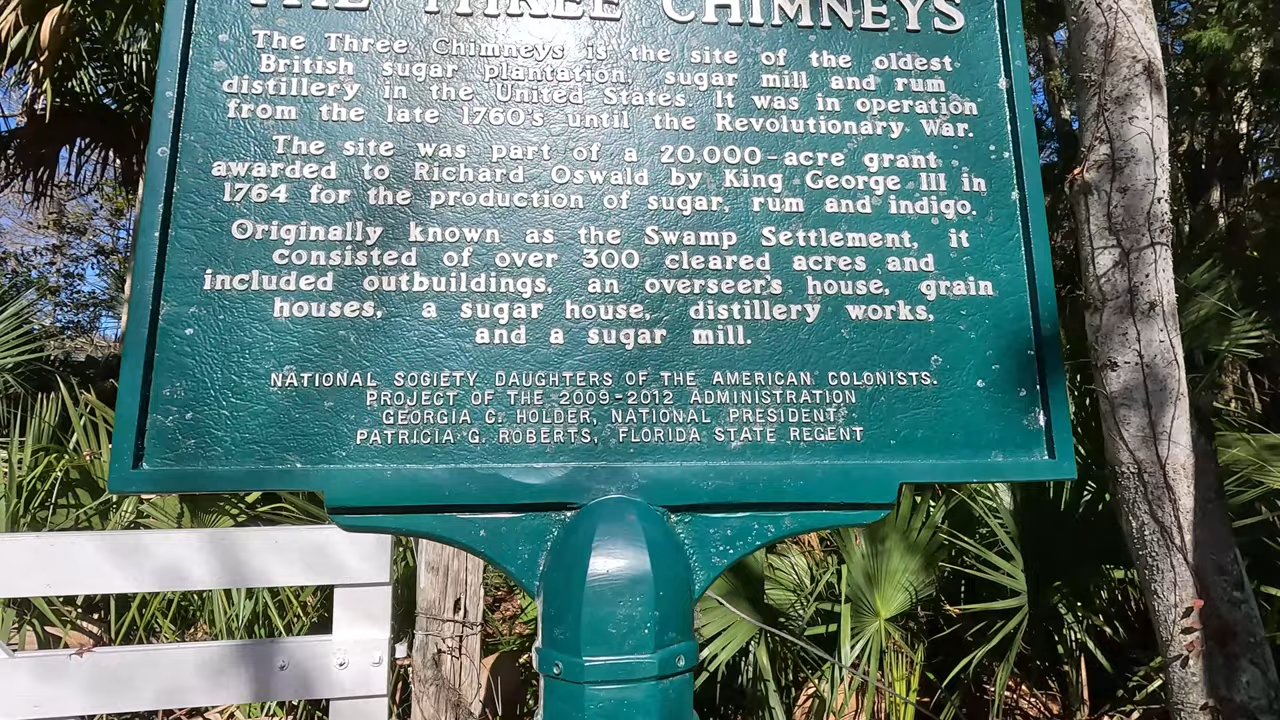 THE THREE CHIMNEYS
The Three Chimneys is the site of the oldest
British sugar plantation, sugar mill and rum
distillery in the United States. It was in operation
from the late 1760's until the Revolutionary War.
The site was part of a 20,000-acre grant
awarded to Richard Oswald by King George III in
1764 for the production of sugar, rum and indigo.
Originally known as the Swamp Settlement, it
consisted of over 300 cleared acres and
included outbuildings, an overseer's house, grain
houses, a sugar house, distillery works,
and a sugar mill.
NATIONAL SOCIETY DAUGHTERS OF THE AMERICAN COLONISTS.
PROJECT OF THE 2009-2012 ADMINISTRATION
GEORGIA C. HOLDER, NATIONAL PRESIDENT,
PATRICIA G. ROBERTS, FLORIDA STATE REGENT